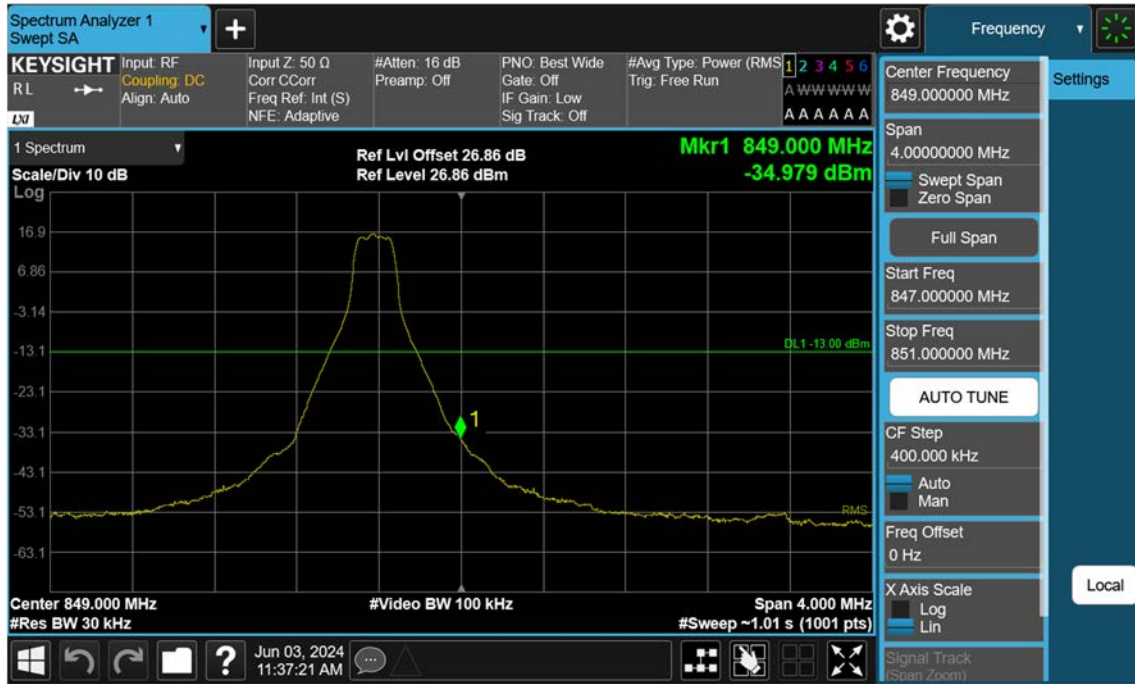 Spectrum Analyzer 1
Swept SA
+
Frequency
KEYSIGHT
RL
LXI
Input: RF
Coupling: DC
Align: Auto
Input Z: 50 Ω
Corr CCorr
Freq Ref: Int (S)
NFE: Adaptive
#Atten: 16 dB
Preamp: Off
PNO: Best Wide
Gate: Off
IF Gain: Low
Sig Track: Off
#Avg Type: Power (RMS
Trig: Free Run
1 2 3 4 5 6
A W W W W W
A A A A A A
1 Spectrum
Scale/Div 10 dB
Ref Lvl Offset 26.86 dB
Ref Level 26.86 dBm
Mkr1 849.000 MHz
-34.979 dBm
Log
16.9
6.86
-3.14
-13.1
-23.1
-33.1
-43.1
-53.1
-63.1
DL1 -13.00 dBm
1
RMS
Center 849.000 MHz
#Res BW 30 kHz
#Video BW 100 kHz
Span 4.000 MHz
#Sweep ~1.01 s (1001 pts)
Center Frequency
849.000000 MHz
Span
4.00000000 MHz
Swept Span
Zero Span
Full Span
Start Freq
847.000000 MHz
Stop Freq
851.000000 MHz
AUTO TUNE
CF Step
400.000 kHz
Auto
Man
Freq Offset
0 Hz
X Axis Scale
Log
Lin
Signal Track
(Span Zoom)
Settings
Local
?
Jun 03, 2024
11:37:21 AM